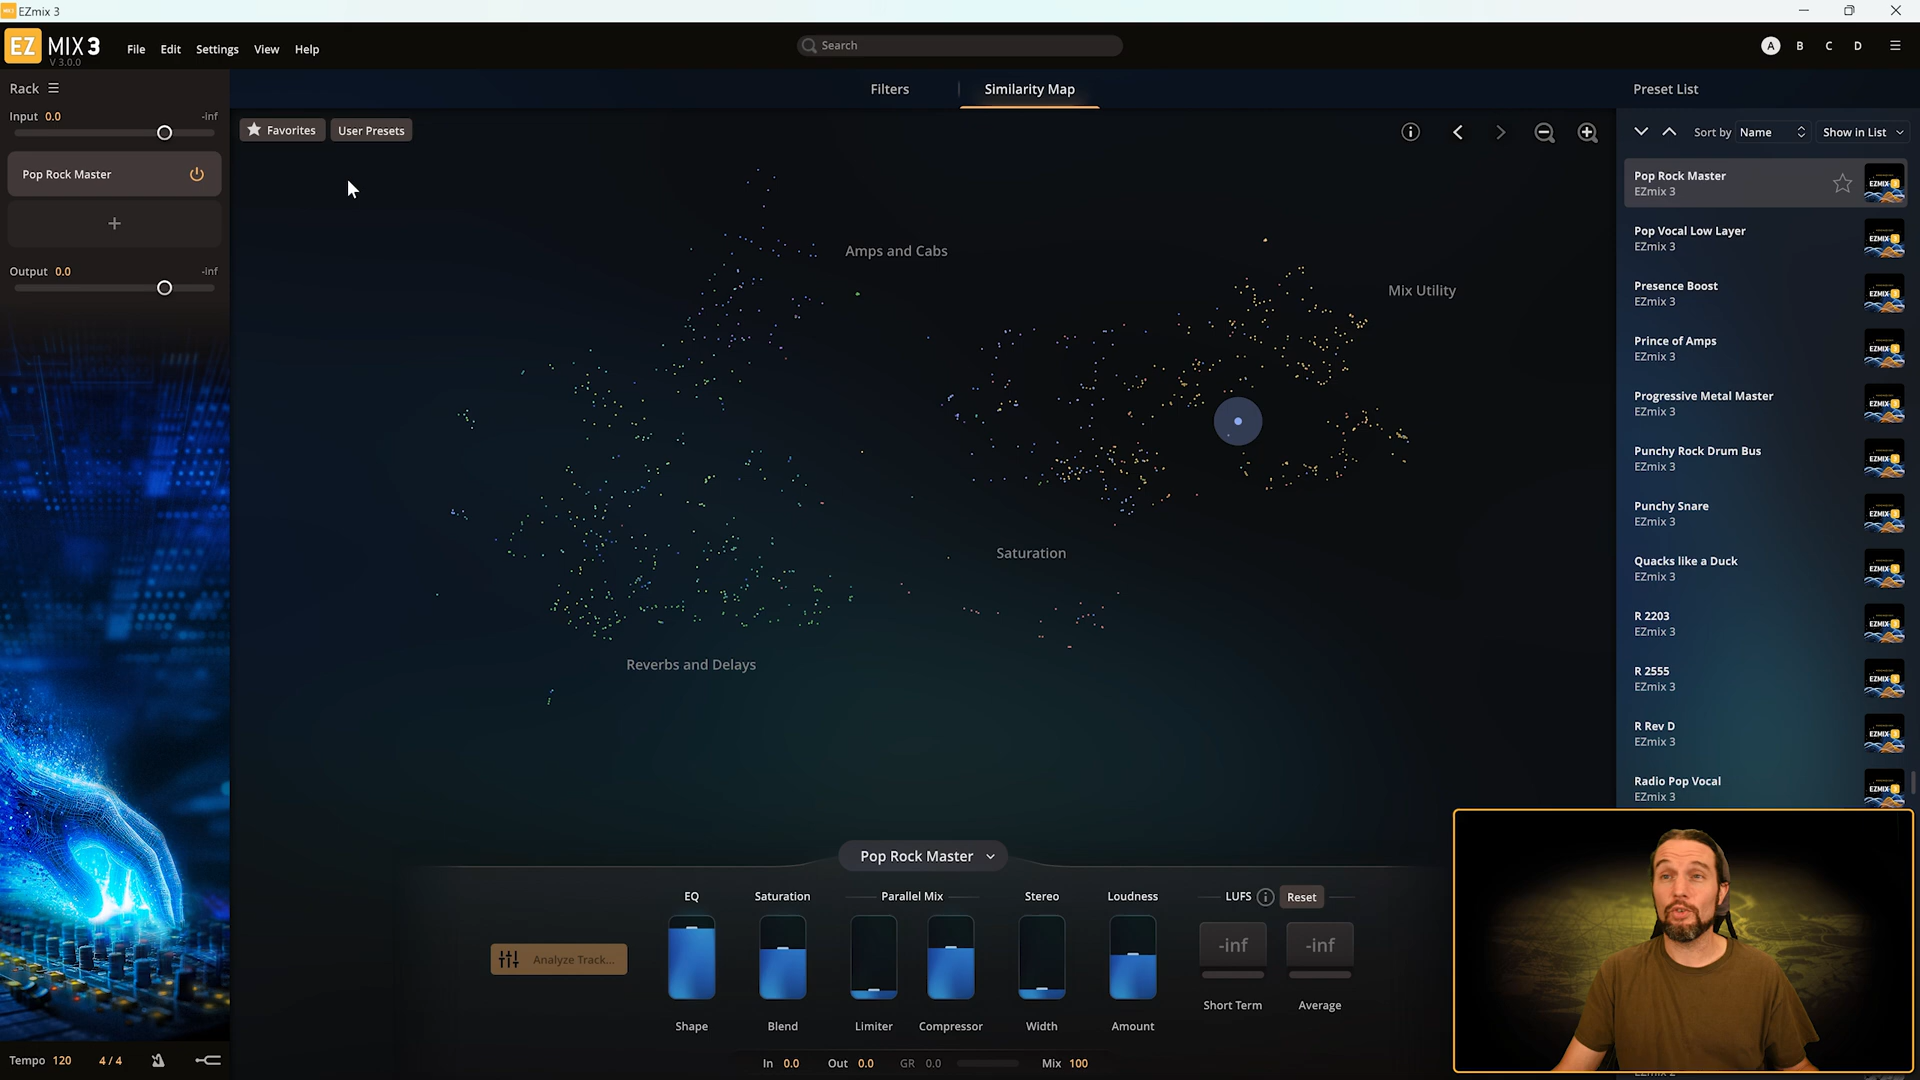 EZmix 3
EZ MIX 3
V 3.0.0
File Edit Settings View Help
Search
A B C D
Rack
Filters
Similarity Map
Preset List
Input 0.0 -Inf
Favorites
User Presets
Sort by Name
Show in List
Pop Rock Master
Output 0.0 -Inf
Amps and Cabs
Mix Utility
Saturation
Reverbs and Delays
Pop Rock Master
EZmix 3
Pop Vocal Low Layer
EZmix 3
Presence Boost
EZmix 3
Prince of Amps
EZmix 3
Progressive Metal Master
EZmix 3
Punchy Rock Drum Bus
EZmix 3
Punchy Snare
EZmix 3
Quacks like a Duck
EZmix 3
R 2203
EZmix 3
R 2555
EZmix 3
R Rev D
EZmix 3
Radio Pop Vocal
EZmix 3
Pop Rock Master
EQ Saturation Parallel Mix Stereo Loudness LUFS Reset
Analyze Track...
-inf -inf
Short Term Average
Shape Blend Limiter Compressor Width Amount
In 0.0 Out 0.0 GR 0.0 Mix 100
Tempo 120 4/4